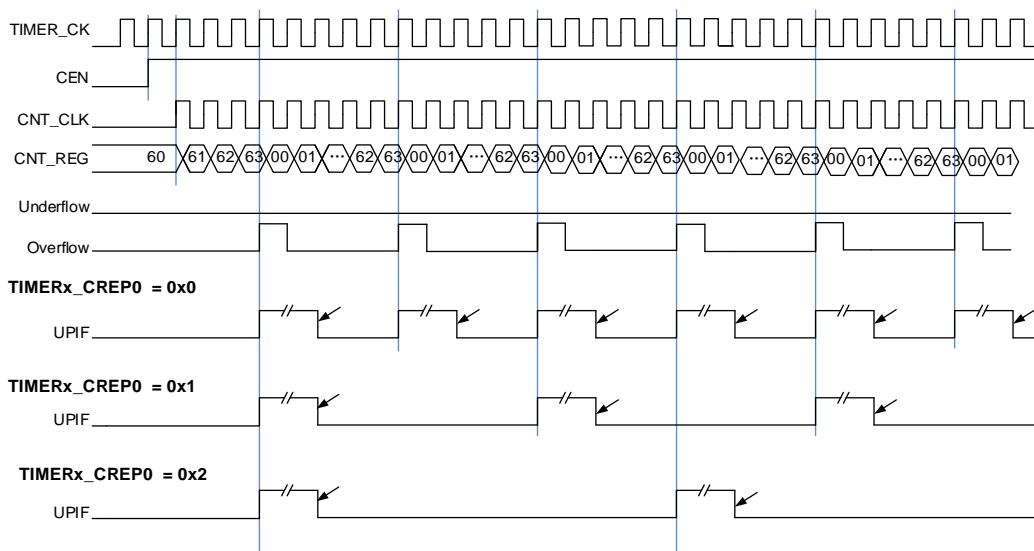 TIMER_CK
CEN
CNT_CLK
CNT_REG 60 61 62 63 00 01 ... 62 63 00 01 ... 62 63 00 01 ... 62 63 00 01 ... 62 63 00 01 ... 62 63 00 01
Underflow
Overflow
TIMERx_CREP0 = 0x0
UPIF
TIMERx_CREP0 = 0x1
UPIF
TIMERx_CREP0 = 0x2
UPIF